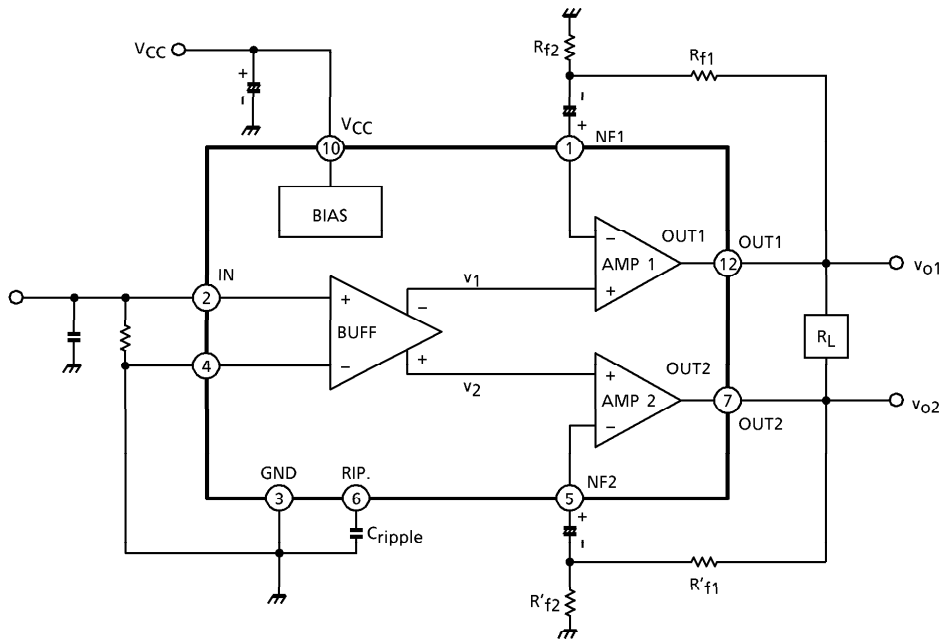 Rf2
Rf1
VCC
+
−
−
+
VCC
10
1
NF1
BIAS
−
AMP 1
+
OUT1
OUT1
12
vo1
IN
2
+
BUFF
−
v1
−
+
v2
4
RL
+
AMP 2
−
OUT2
7
OUT2
vo2
GND
3
RIP.
6
5
NF2
+
−
Cripple
R'f1
R'f2